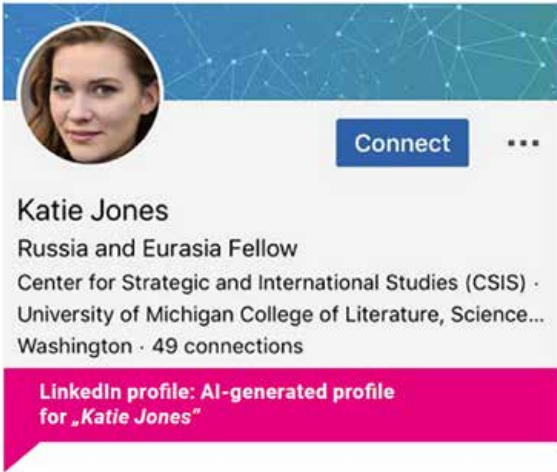 Connect
Katie Jones
Russia and Eurasia Fellow
Center for Strategic and International Studies (CSIS) ·
University of Michigan College of Literature, Science...
Washington · 49 connections
LinkedIn profile: AI-generated profile
for „Katie Jones”